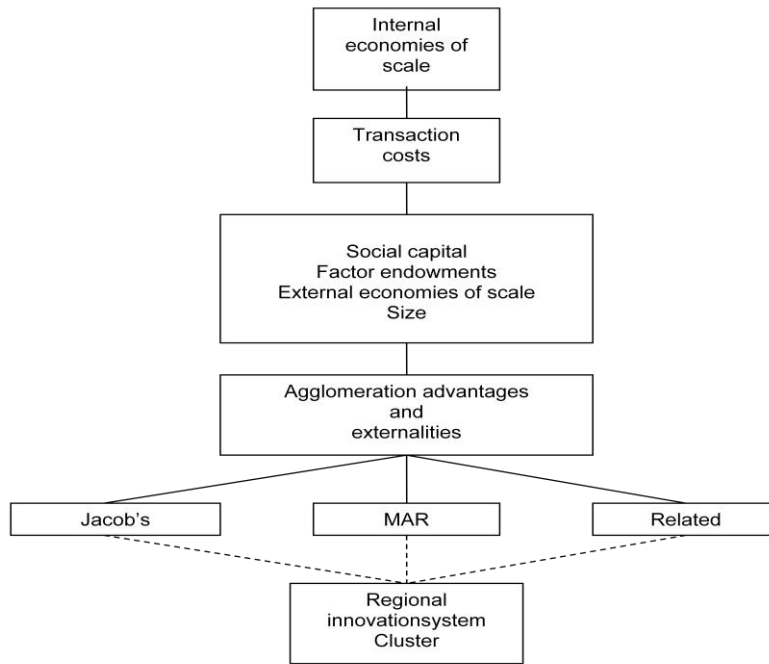 Internal
economies of
scale
Transaction
costs
Social capital
Factor endowments
External economies of scale
Size
Agglomeration advantages
and
externalities
Jacob's
MAR
Related
Regional
innovationsystem
Cluster